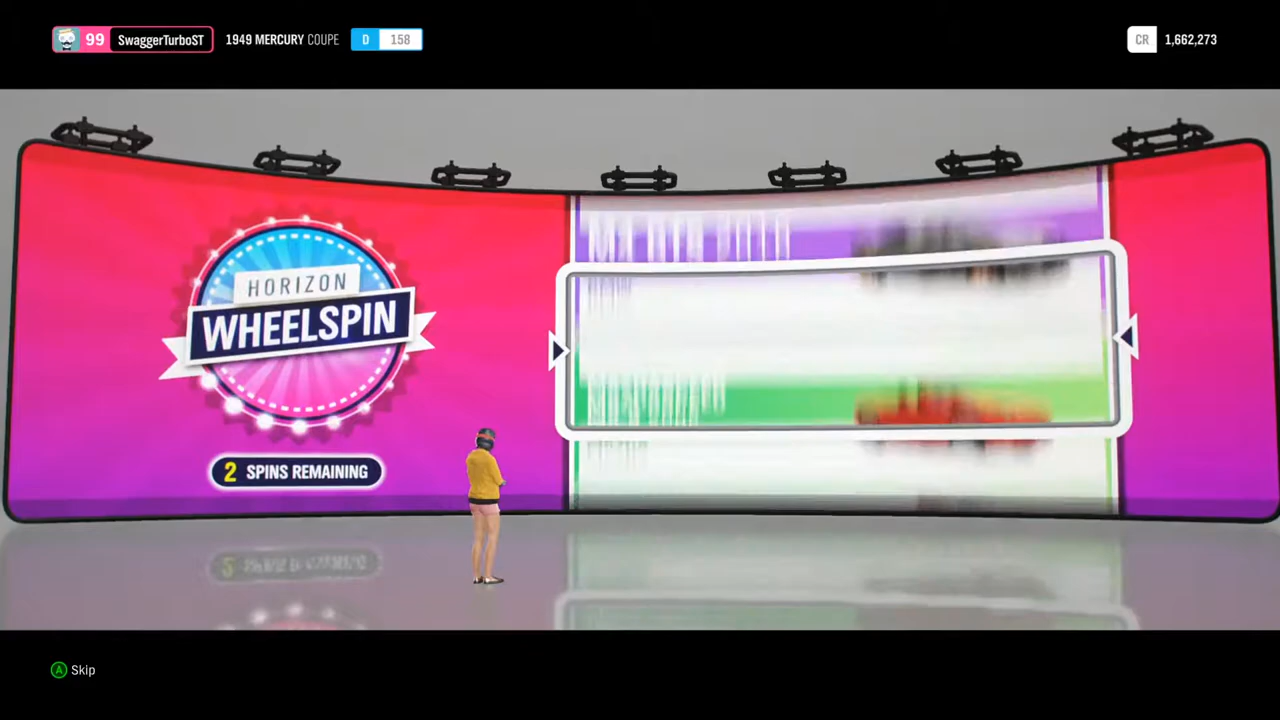 99 SwaggerTurboST 1949 MERCURY COUPE D 158 CR 1,662,273
HORIZON
WHEELSPIN
2 SPINS REMAINING
A Skip